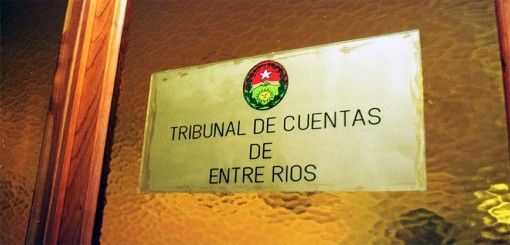 TRIBUNAL DE CUENTAS
DE
ENTRE RIOS